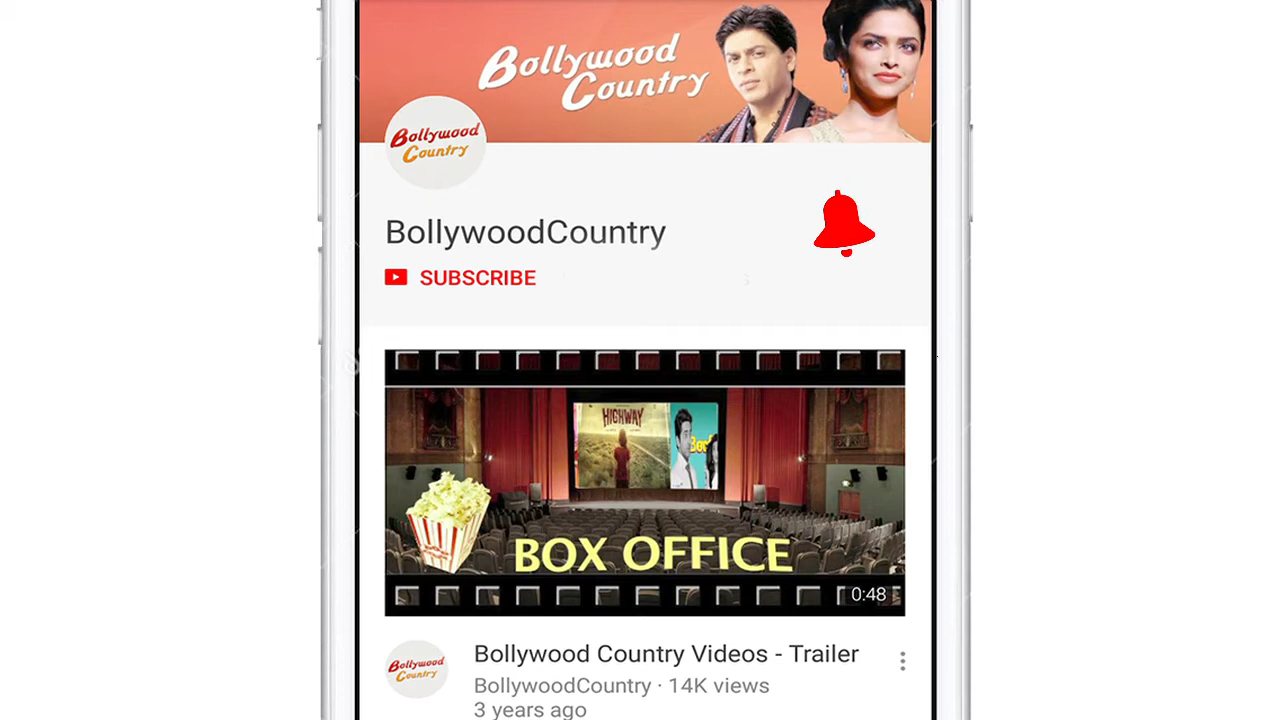 Bollywood
Country
Bollywood
Country
BollywoodCountry
SUBSCRIBE
HIGHWAY
BOX OFFICE
0:48
Bollywood
Country
Bollywood Country Videos - Trailer
BollywoodCountry · 14K views
3 years ago